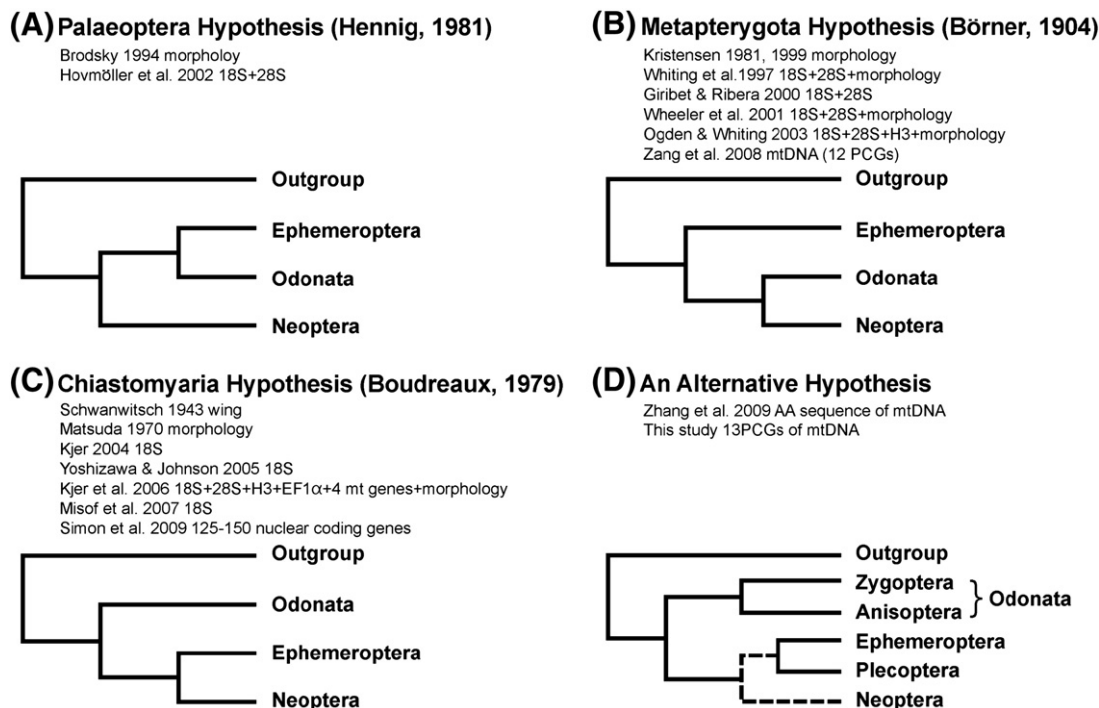 (A) Palaeoptera Hypothesis (Hennig, 1981)
Brodsky 1994 morpholoy
Hovmöller et al. 2002 18S+28S
Outgroup
Ephemeroptera
Odonata
Neoptera
(B) Metapterygota Hypothesis (Börner, 1904)
Kristensen 1981, 1999 morphology
Whiting et al.1997 18S+28S+morphology
Giribet & Ribera 2000 18S+28S
Wheeler et al. 2001 18S+28S+morphology
Ogden & Whiting 2003 18S+28S+H3+morphology
Zang et al. 2008 mtDNA (12 PCGs)
Outgroup
Ephemeroptera
Odonata
Neoptera
(C) Chiastomyaria Hypothesis (Boudreaux, 1979)
Schwanwitsch 1943 wing
Matsuda 1970 morphology
Kjer 2004 18S
Yoshizawa & Johnson 2005 18S
Kjer et al. 2006 18S+28S+H3+EF1α+4 mt genes+morphology
Misof et al. 2007 18S
Simon et al. 2009 125-150 nuclear coding genes
Outgroup
Odonata
Ephemeroptera
Neoptera
(D) An Alternative Hypothesis
Zhang et al. 2009 AA sequence of mtDNA
This study 13PCGs of mtDNA
Outgroup
Zygoptera
Anisoptera
Odonata
Ephemeroptera
Plecoptera
Neoptera